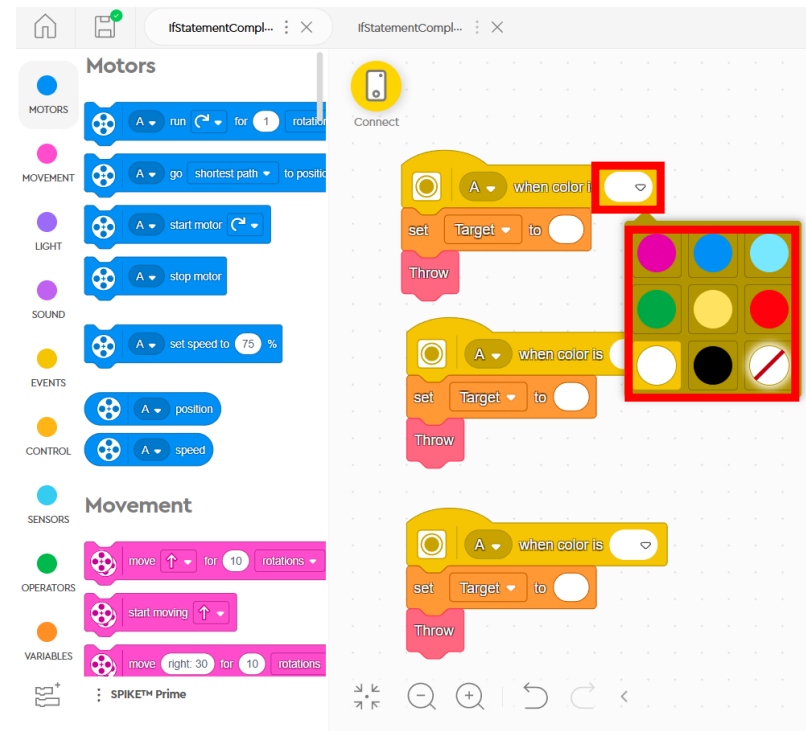 IfStatementCompl...
IfStatementCompl...
MOTORS
MOVEMENT
LIGHT
SOUND
EVENTS
CONTROL
SENSORS
OPERATORS
VARIABLES
Motors
A run for 1 rotation
A go shortest path to positio
A start motor
A stop motor
A set speed to 75 %
A position
A speed
Movement
move for 10 rotations
start moving
move right: 30 for 10 rotations
SPIKE™ Prime
Connect
A when color i
set Target to
Throw
A when color is
set Target to
Throw
A when color is
set Target to
Throw